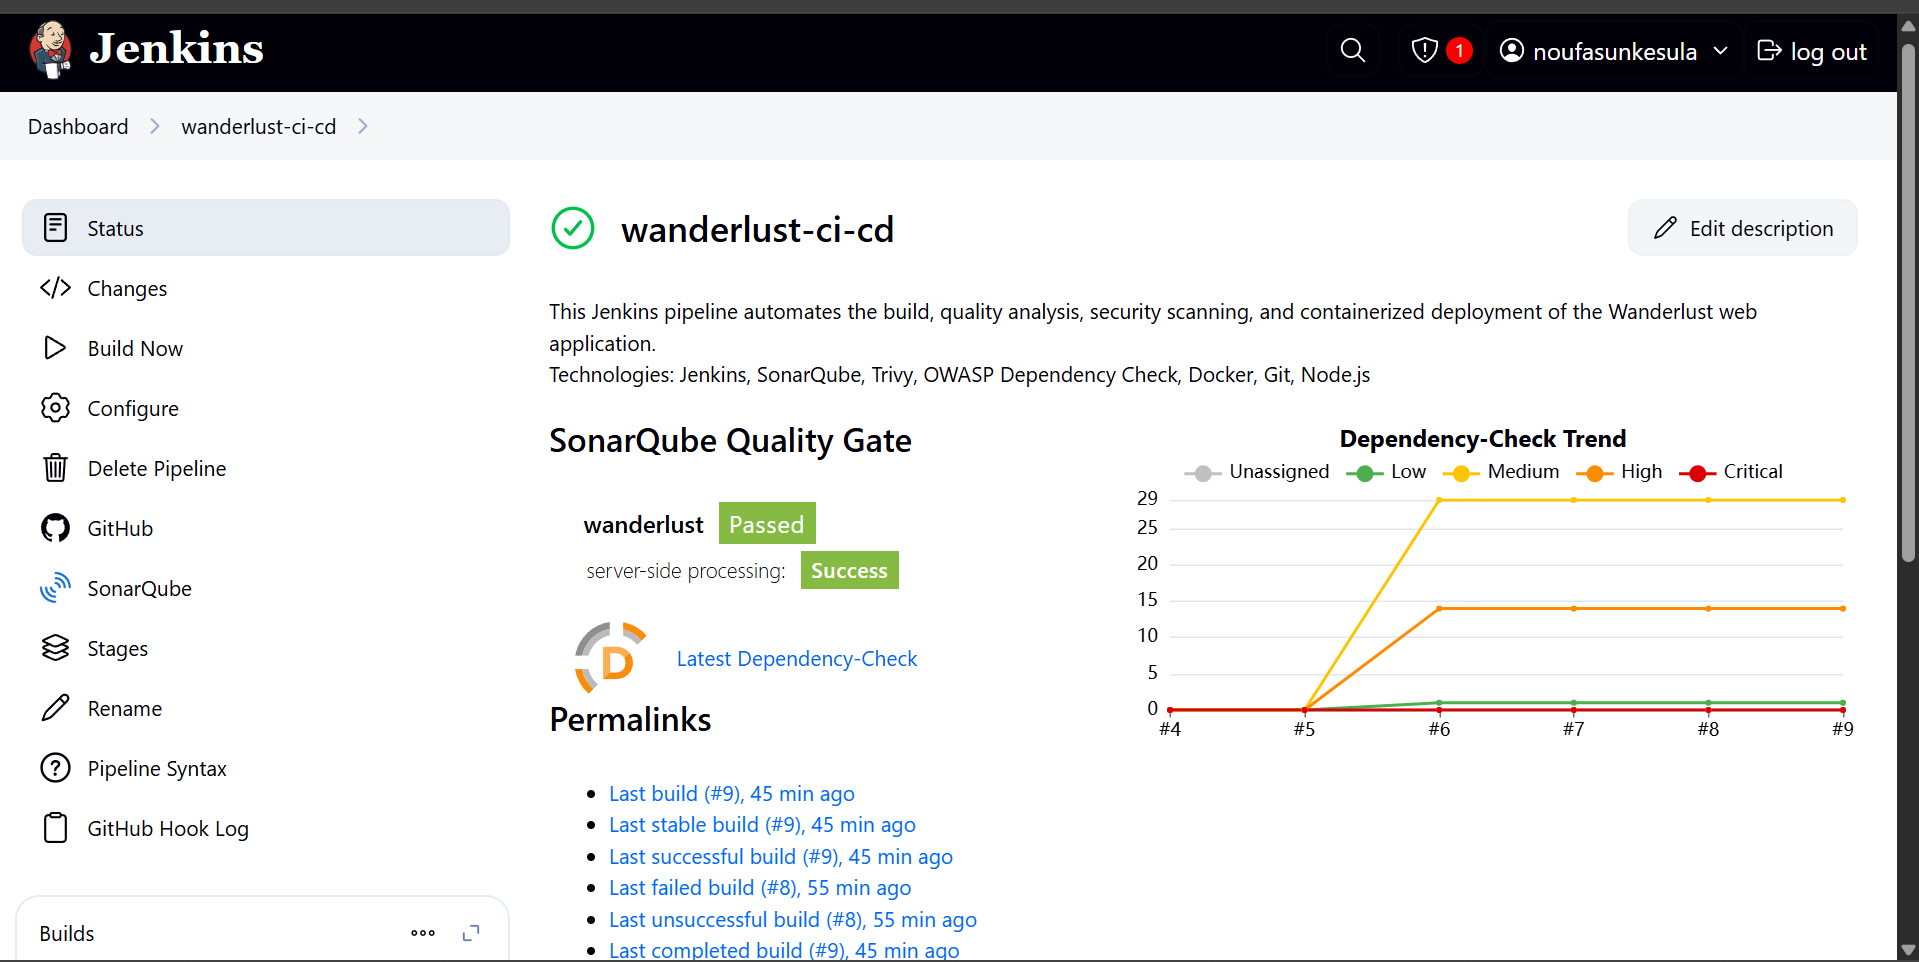 Jenkins
1
noufasunkesula
log out
Dashboard
wanderlust-ci-cd
Status
Changes
Build Now
Configure
Delete Pipeline
GitHub
SonarQube
Stages
Rename
Pipeline Syntax
GitHub Hook Log
Builds
wanderlust-ci-cd
Edit description
This Jenkins pipeline automates the build, quality analysis, security scanning, and containerized deployment of the Wanderlust web
application.
Technologies: Jenkins, SonarQube, Trivy, OWASP Dependency Check, Docker, Git, Node.js
SonarQube Quality Gate
wanderlust Passed
server-side processing: Success
D
Latest Dependency-Check
Permalinks
Last build (#9), 45 min ago
Last stable build (#9), 45 min ago
Last successful build (#9), 45 min ago
Last failed build (#8), 55 min ago
Last unsuccessful build (#8), 55 min ago
Last completed build (#9), 45 min ago
Dependency-Check Trend
Unassigned Low Medium High Critical
29
25
20
15
10
5
0
#4 #5 #6 #7 #8 #9